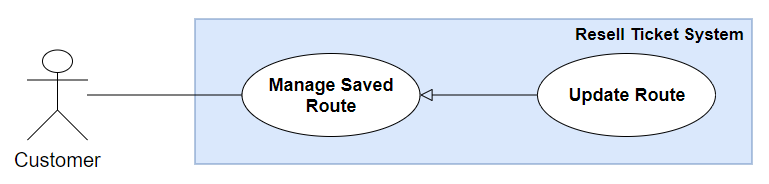 Resell Ticket System
Manage Saved
Route
Update Route
Customer